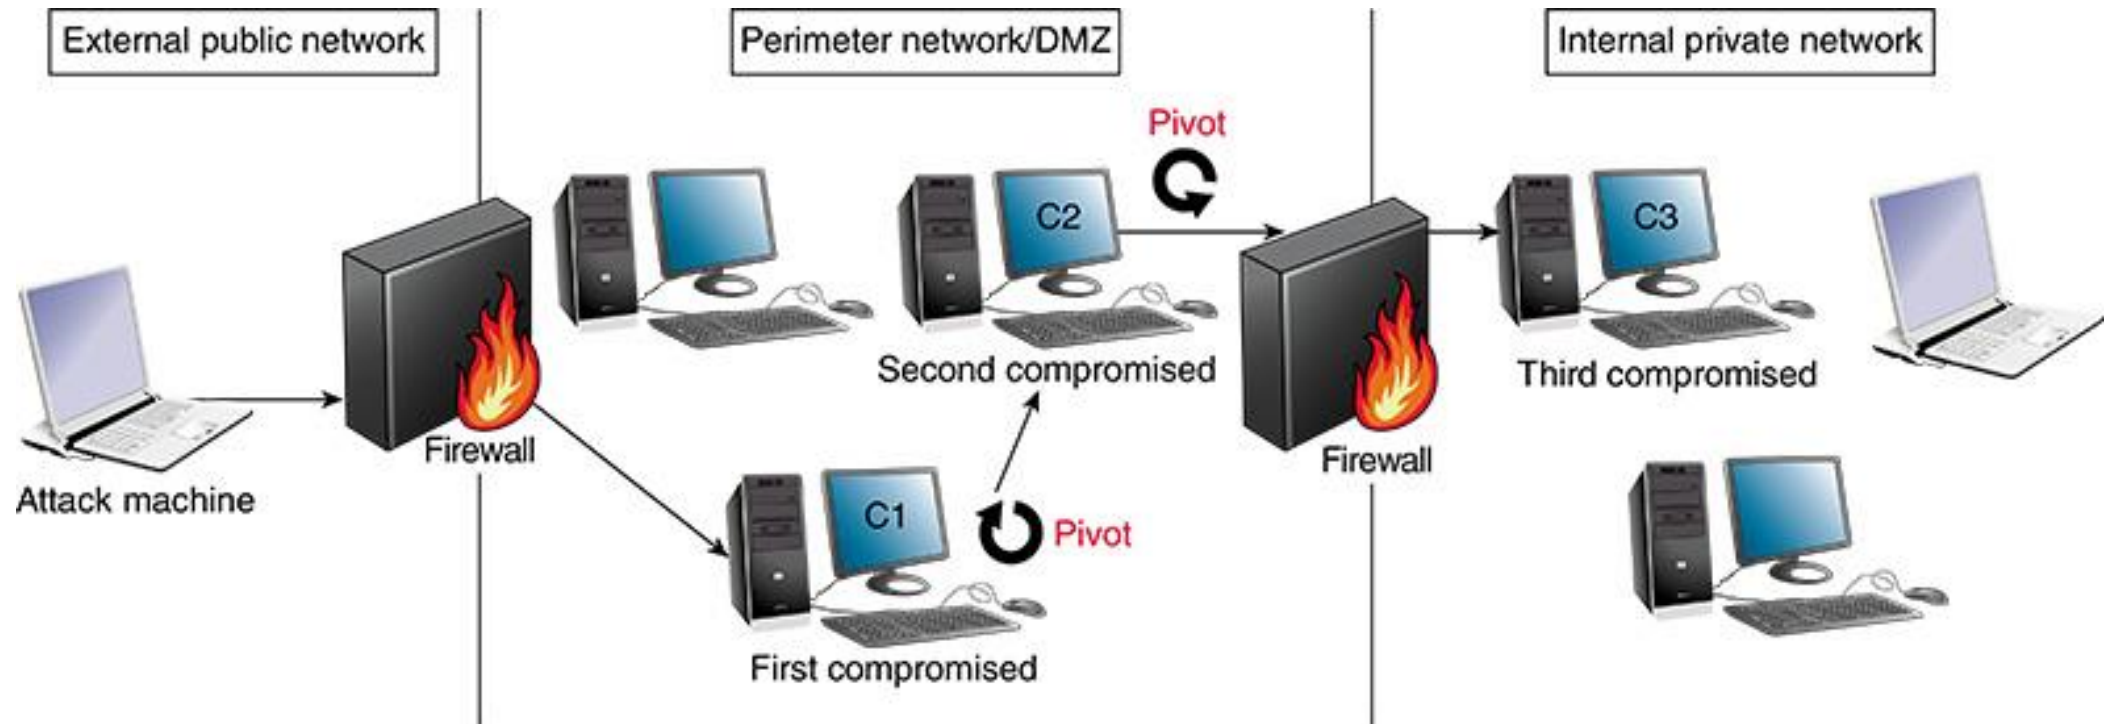 External public network
Perimeter network/DMZ
Internal private network
Pivot
C2
C3
Second compromised
Third compromised
Firewall
Firewall
Attack machine
C1
Pivot
First compromised